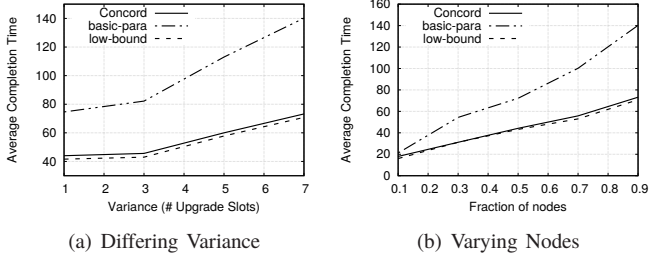 Concord
basic-para
low-bound
Average Completion Time
140
120
100
80
60
40
1 2 3 4 5 6 7
Variance (# Upgrade Slots)
(a) Differing Variance
Concord
basic-para
low-bound
Average Completion Time
160
140
120
100
80
60
40
20
0
0.1 0.2 0.3 0.4 0.5 0.6 0.7 0.8 0.9
Fraction of nodes
(b) Varying Nodes